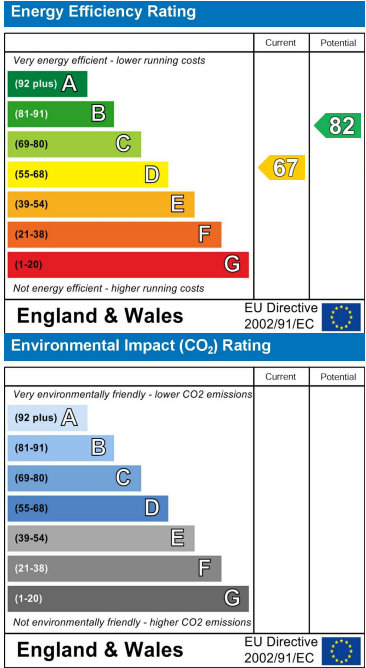 Energy Efficiency Rating
Current Potential
Very energy efficient - lower running costs
(92 plus) A
(81-91) B
82
(69-80) C
(55-68) D
67
(39-54) E
(21-38) F
(1-20) G
Not energy efficient - higher running costs
England & Wales
EU Directive
2002/91/EC
Environmental Impact (CO₂) Rating
Current Potential
Very environmentally friendly - lower CO2 emissions
(92 plus) A
(81-91) B
(69-80) C
(55-68) D
(39-54) E
(21-38) F
(1-20) G
Not environmentally friendly - higher CO2 emissions
England & Wales
EU Directive
2002/91/EC